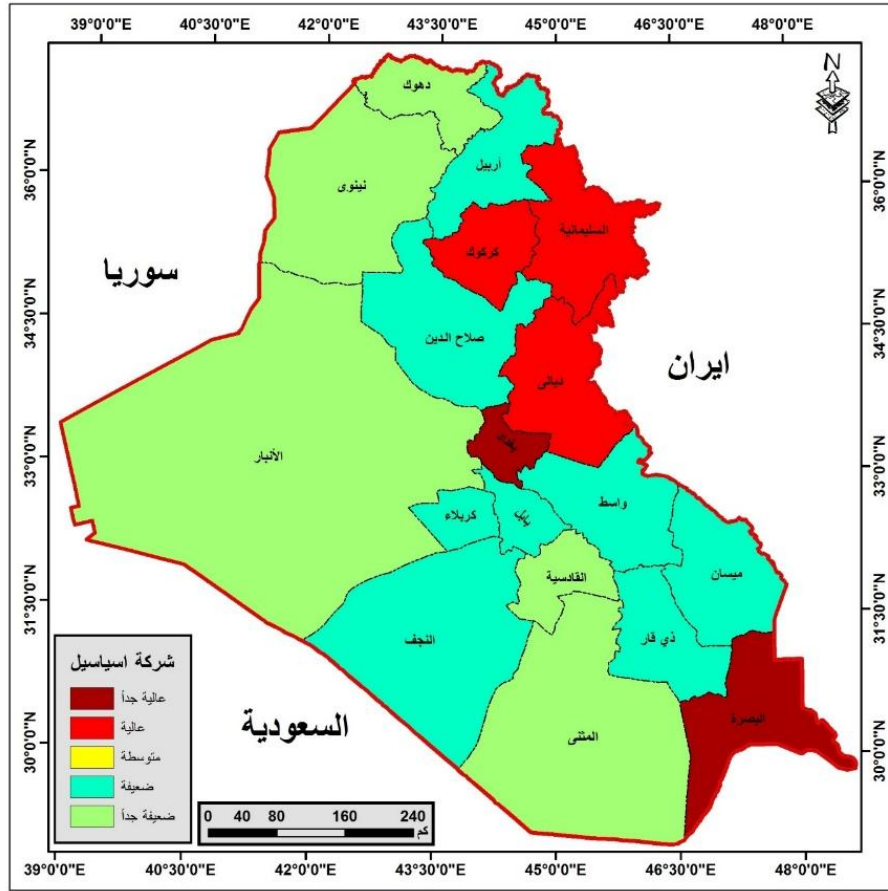 39°0'0"E 40°30'0"E 42°0'0"E 43°30'0"E 45°0'0"E 46°30'0"E 48°0'0"E
N
دهوك
أربيل
36°0'0"N
36°0'0"N
نينوى
السليمانية
كركوك
سوريا
34°30'0"N
34°30'0"N
صلاح الدين
ايران
ديالى
33°0'0"N
33°0'0"N
الأنبار
بغداد
واسط
كربلاء
بابل
ميسان
القادسية
31°30'0"N
31°30'0"N
النجف
ذي قار
السعودية
البصرة
المثنى
30°0'0"N
30°0'0"N
شركة اسياسيل
عالية جداً
عالية
متوسطة
ضعيفة
ضعيفة جداً
0 40 80 160 240
كم
39°0'0"E 40°30'0"E 42°0'0"E 43°30'0"E 45°0'0"E 46°30'0"E 48°0'0"E